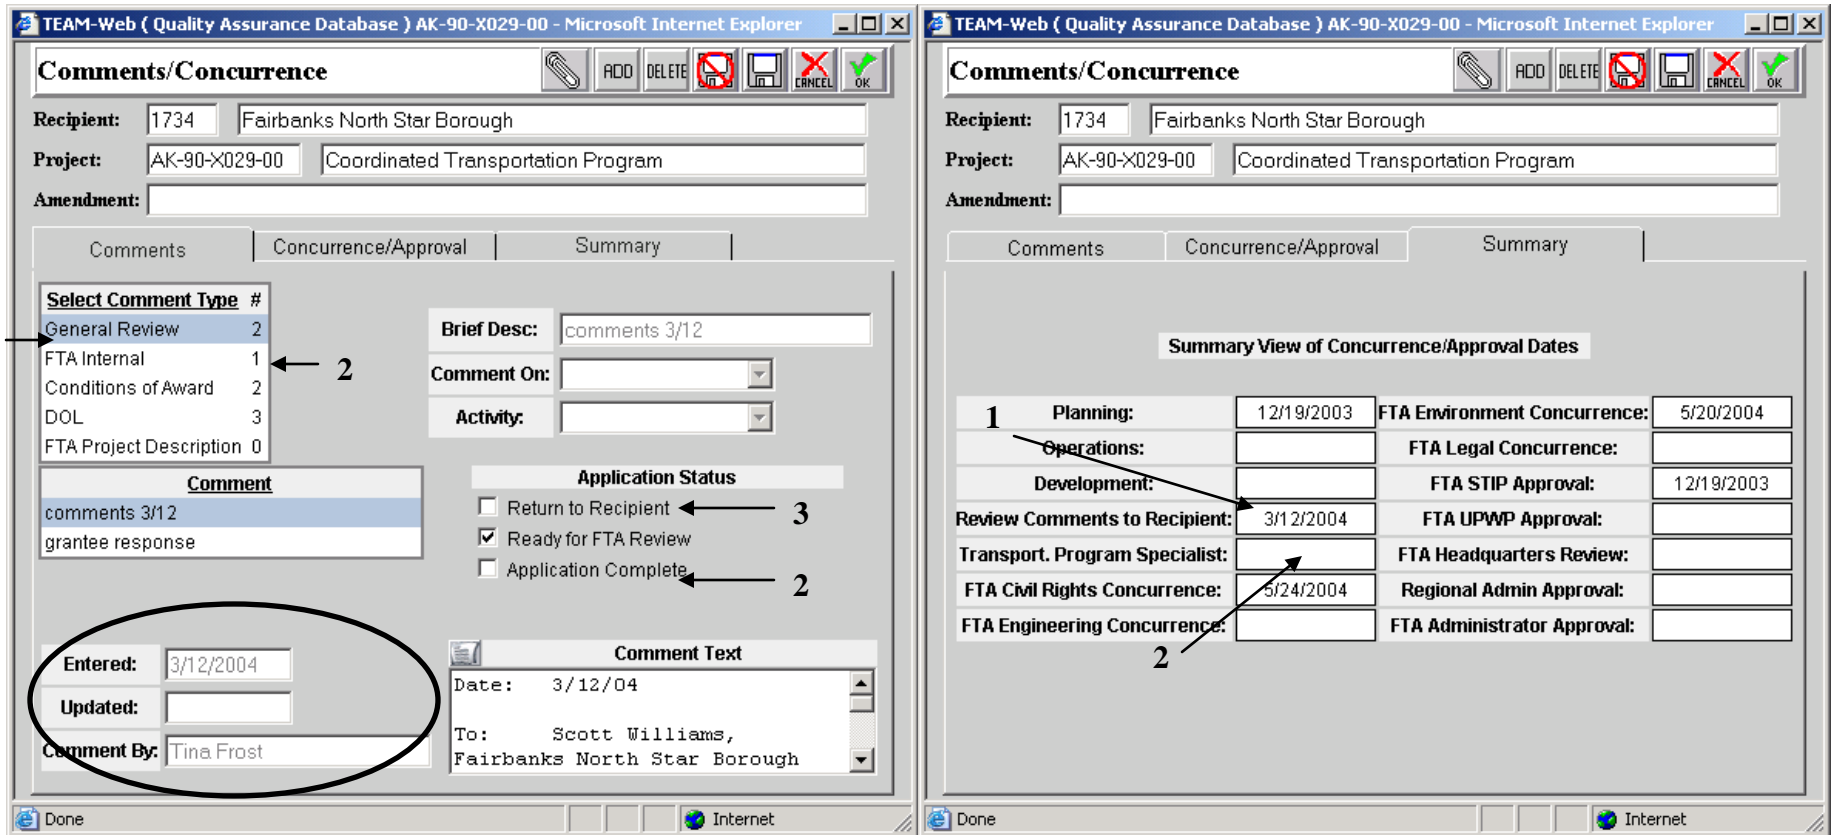 TEAM-Web ( Quality Assurance Database ) AK-90-X029-00 - Microsoft Internet Explorer
Comments/Concurrence
ADD DELETE CANCEL OK
Recipient: 1734 Fairbanks North Star Borough
Project: AK-90-X029-00 Coordinated Transportation Program
Amendment:
Comments Concurrence/Approval Summary
Select Comment Type #
General Review 2
FTA Internal 1
Conditions of Award 2
DOL 3
FTA Project Description 0
2
Brief Desc: comments 3/12
Comment On:
Activity:
Comment
comments 3/12
grantee response
Application Status
Return to Recipient 3
Ready for FTA Review
Application Complete 2
Entered: 3/12/2004
Updated:
Comment By: Tina Frost
Comment Text
Date: 3/12/04
To: Scott Williams,
Fairbanks North Star Borough
Done Internet
TEAM-Web ( Quality Assurance Database ) AK-90-X029-00 - Microsoft Internet Explorer
Comments/Concurrence
ADD DELETE CANCEL OK
Recipient: 1734 Fairbanks North Star Borough
Project: AK-90-X029-00 Coordinated Transportation Program
Amendment:
Comments Concurrence/Approval Summary
Summary View of Concurrence/Approval Dates
1
Planning: 12/19/2003 FTA Environment Concurrence: 5/20/2004
Operations: FTA Legal Concurrence:
Development: FTA STIP Approval: 12/19/2003
Review Comments to Recipient: 3/12/2004 FTA UPWP Approval:
Transport. Program Specialist: FTA Headquarters Review:
FTA Civil Rights Concurrence: 5/24/2004 Regional Admin Approval:
FTA Engineering Concurrence: FTA Administrator Approval:
2
Done Internet